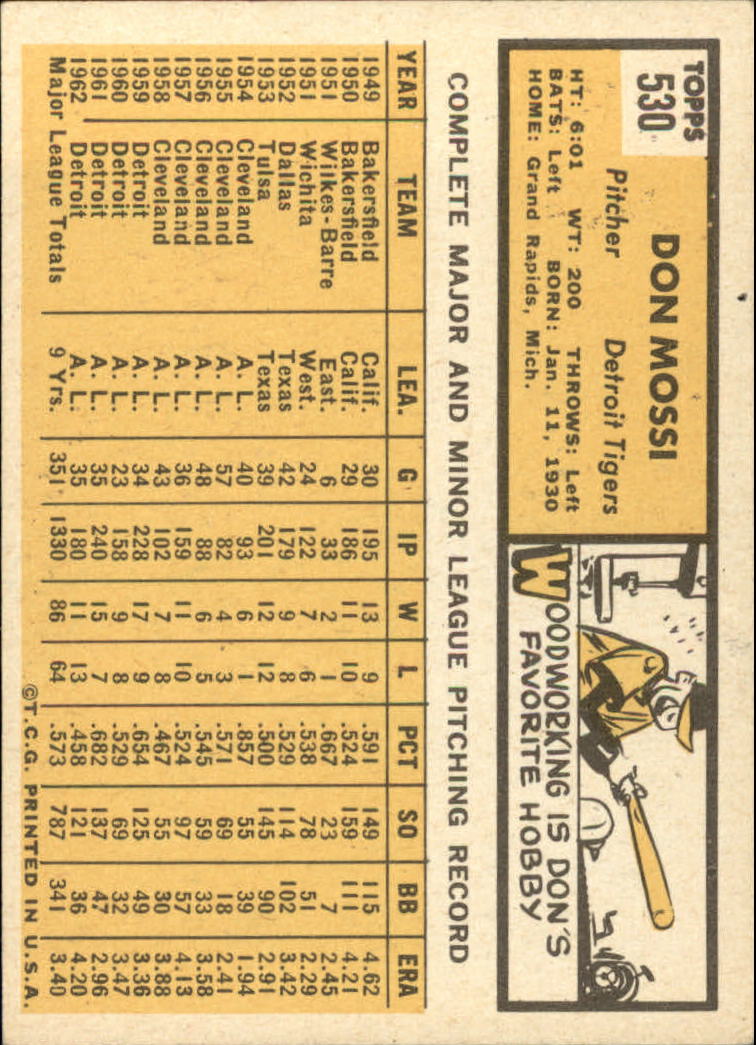 TOPPS
530
DON MOSSI
Pitcher Detroit Tigers
HT: 6:01 WT: 200 THROWS: Left
BATS: Left BORN: Jan. 11, 1930
HOME: Grand Rapids, Mich.
WOODWORKING IS DON'S
FAVORITE HOBBY
COMPLETE MAJOR AND MINOR LEAGUE PITCHING RECORD
YEAR TEAM LEA. G IP W L PCT SO BB ERA
1949 Bakersfield Calif. 30 195 13 9 .591 149 115 4.62
1950 Bakersfield Calif. 29 186 11 10 .524 159 111 4.21
1951 Wilkes-Barre East. 6 33 2 1 .667 23 7 2.45
1951 Wichita West. 24 122 7 6 .538 78 51 2.29
1952 Dallas Texas 42 179 9 8 .529 114 102 3.42
1953 Tulsa Texas 39 201 12 12 .500 145 90 2.91
1954 Cleveland A. L. 40 93 6 1 .857 55 39 1.94
1955 Cleveland A. L. 57 82 4 3 .571 69 18 2.41
1956 Cleveland A. L. 48 88 6 5 .545 59 33 3.58
1957 Cleveland A. L. 36 159 11 10 .524 97 57 4.13
1958 Cleveland A. L. 43 102 7 8 .467 55 30 3.88
1959 Detroit A. L. 34 228 17 9 .654 125 49 3.36
1960 Detroit A. L. 23 158 9 8 .529 69 32 3.47
1961 Detroit A. L. 35 240 15 7 .682 137 47 2.96
1962 Detroit A. L. 35 180 11 13 .458 121 36 4.20
Major League Totals 9 Yrs. 351 1330 86 64 .573 787 341 3.40
©T.C.G. PRINTED IN U.S.A.